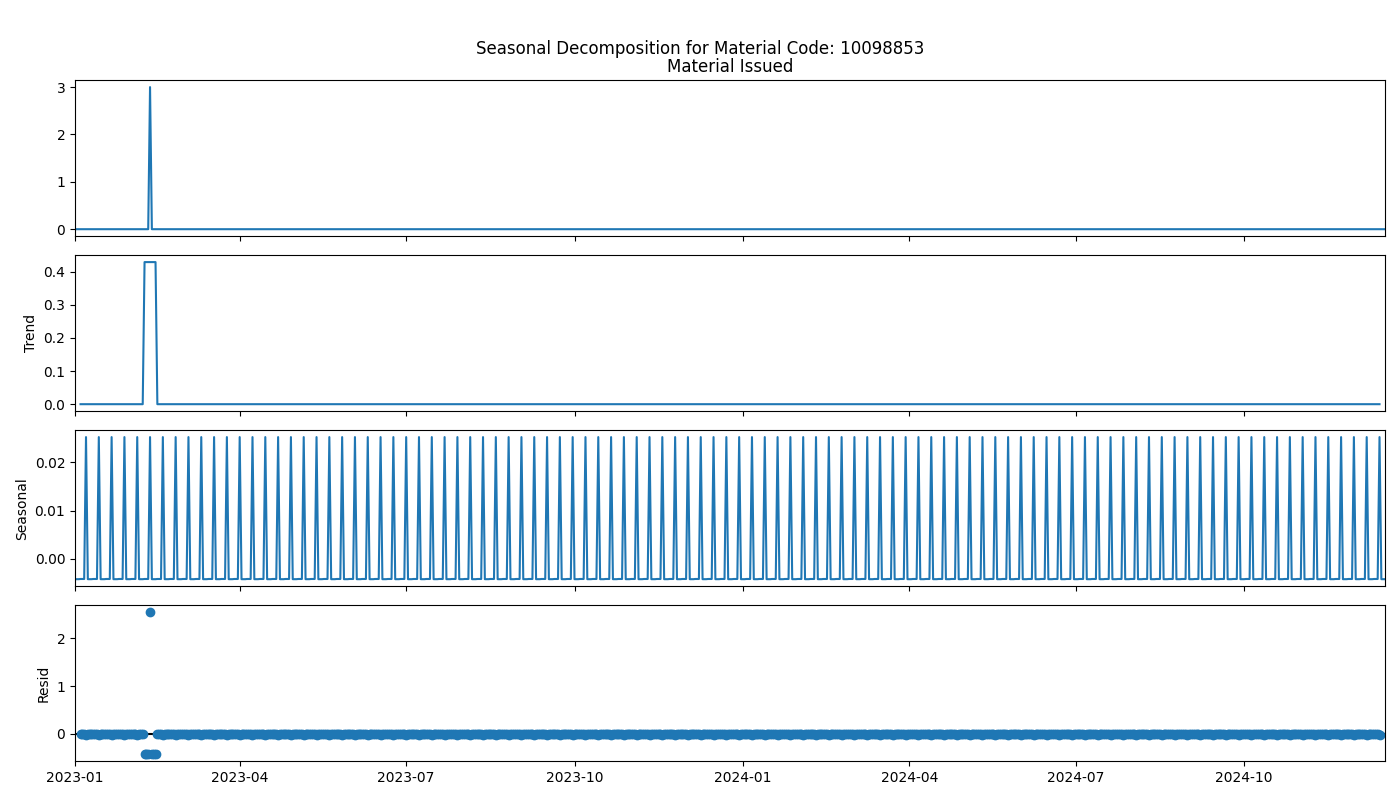 Seasonal Decomposition for Material Code: 10098853
Material Issued
3
2
1
0
Trend
0.4
0.3
0.2
0.1
0.0
Seasonal
0.02
0.01
0.00
Resid
2
1
0
2023-01 2023-04 2023-07 2023-10 2024-01 2024-04 2024-07 2024-10